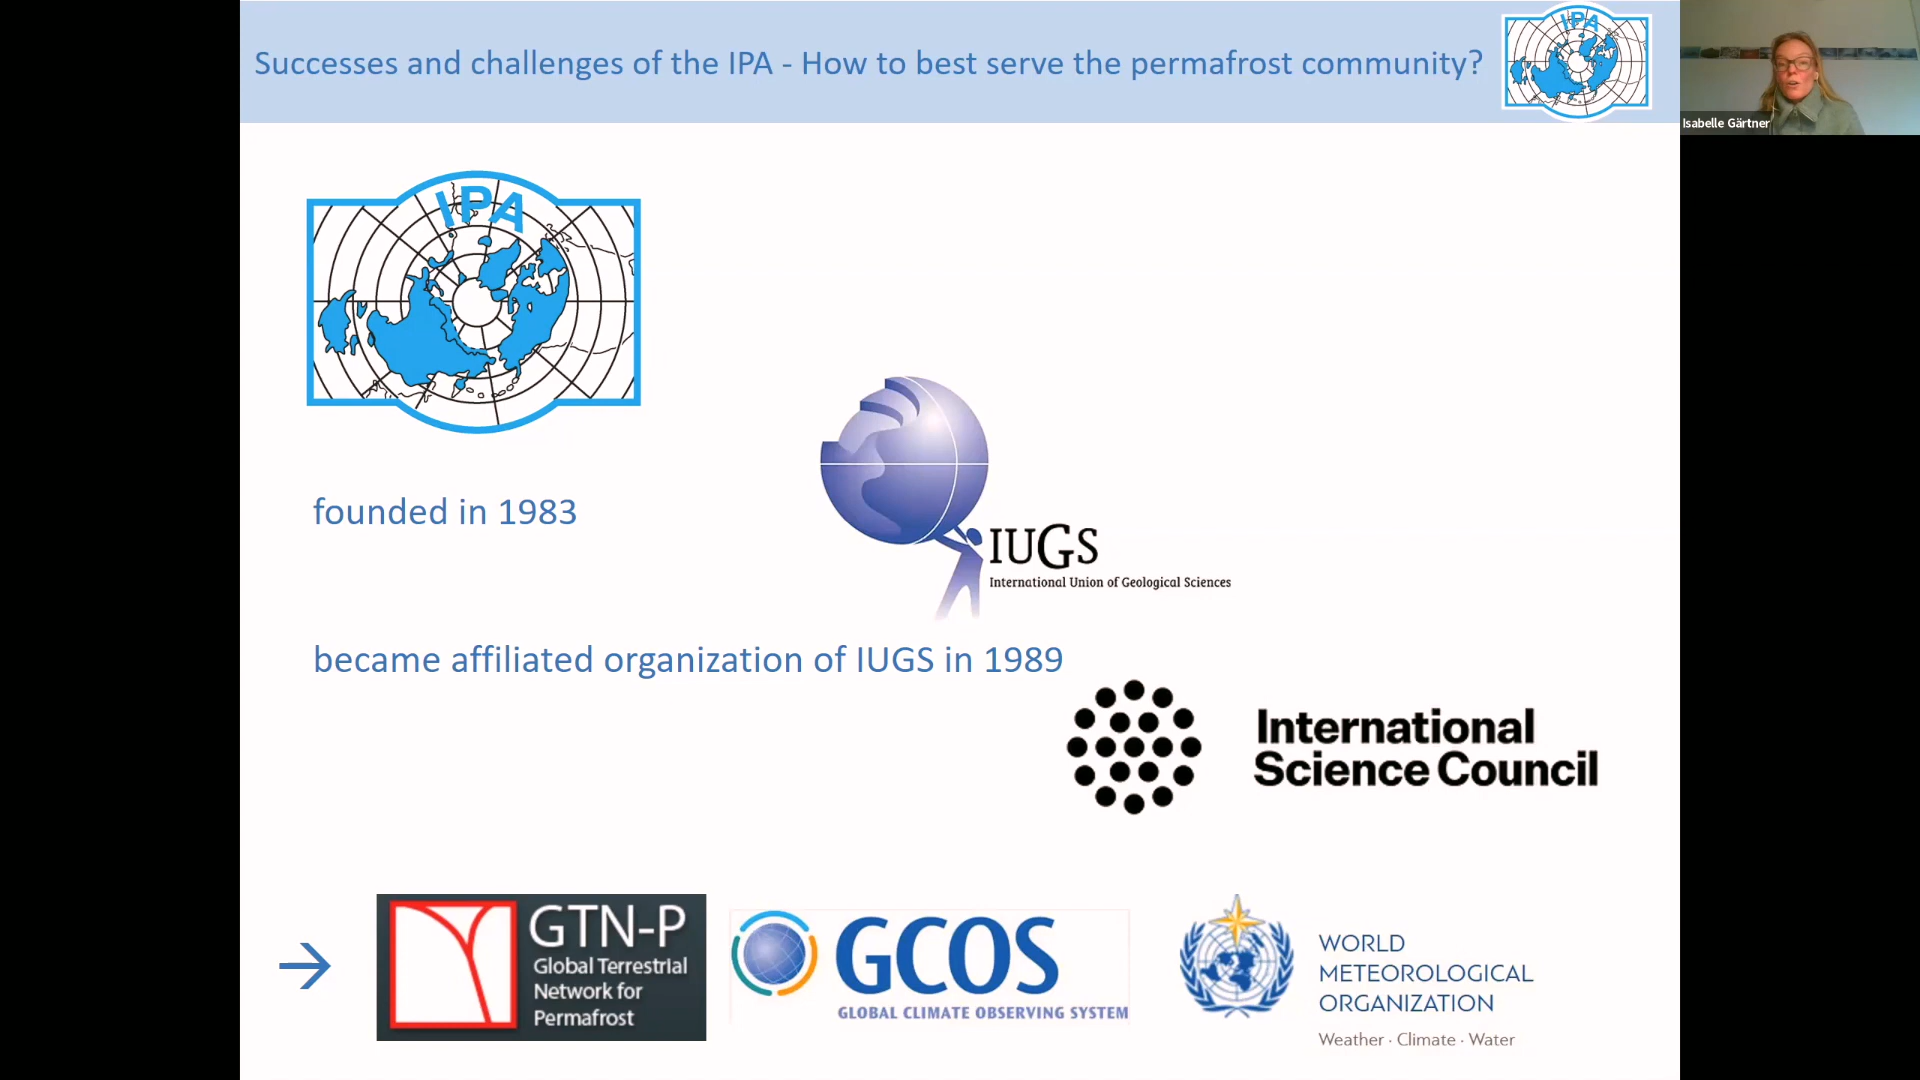 Successes and challenges of the IPA - How to best serve the permafrost community?
IPA
Isabelle Gärtner
IPA
founded in 1983
IUGS
International Union of Geological Sciences
became affiliated organization of IUGS in 1989
International
Science Council
GTN-P
Global Terrestrial
Network for
Permafrost
GCOS
GLOBAL CLIMATE OBSERVING SYSTEM
WORLD
METEOROLOGICAL
ORGANIZATION
Weather · Climate · Water